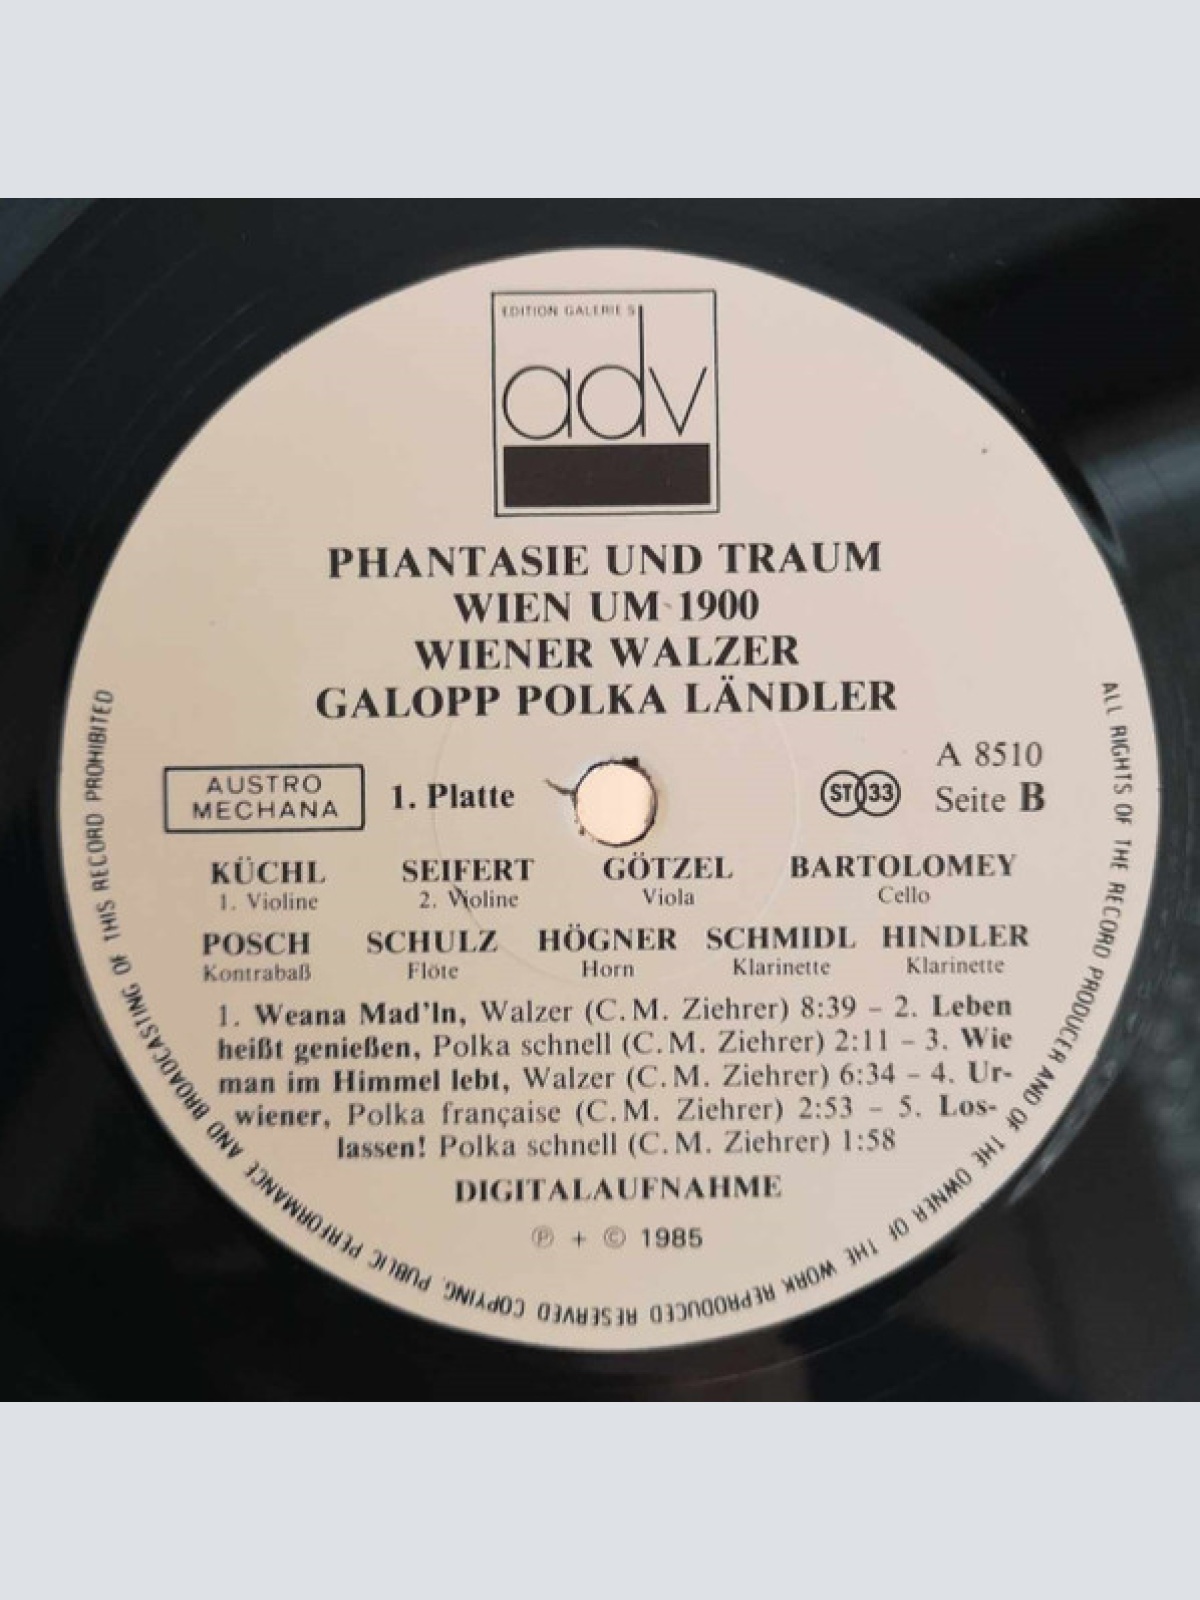 EDITION GALERIE S
adv
PHANTASIE UND TRAUM
WIEN UM 1900
WIENER WALZER
GALOPP POLKA LÄNDLER
AUSTRO
MECHANA
1. Platte
ST 33
A 8510
Seite B
KÜCHL SEIFERT GÖTZEL BARTOLOMEY
1. Violine 2. Violine Viola Cello
POSCH SCHULZ HÖGNER SCHMIDL HINDLER
Kontrabaß Flöte Horn Klarinette Klarinette
1. Weana Mad'ln, Walzer (C. M. Ziehrer) 8:39 – 2. Leben
heißt genießen, Polka schnell (C. M. Ziehrer) 2:11 – 3. Wie
man im Himmel lebt, Walzer (C. M. Ziehrer) 6:34 – 4. Ur-
wiener, Polka française (C. M. Ziehrer) 2:53 – 5. Los-
lassen! Polka schnell (C. M. Ziehrer) 1:58
DIGITALAUFNAHME
Ⓟ + © 1985
ALL RIGHTS OF THE RECORD PRODUCER AND OF THE OWNER OF THE WORK REPRODUCED RESERVED COPYING, PUBLIC PERFORMANCE AND BROADCASTING OF THIS RECORD PROHIBITED